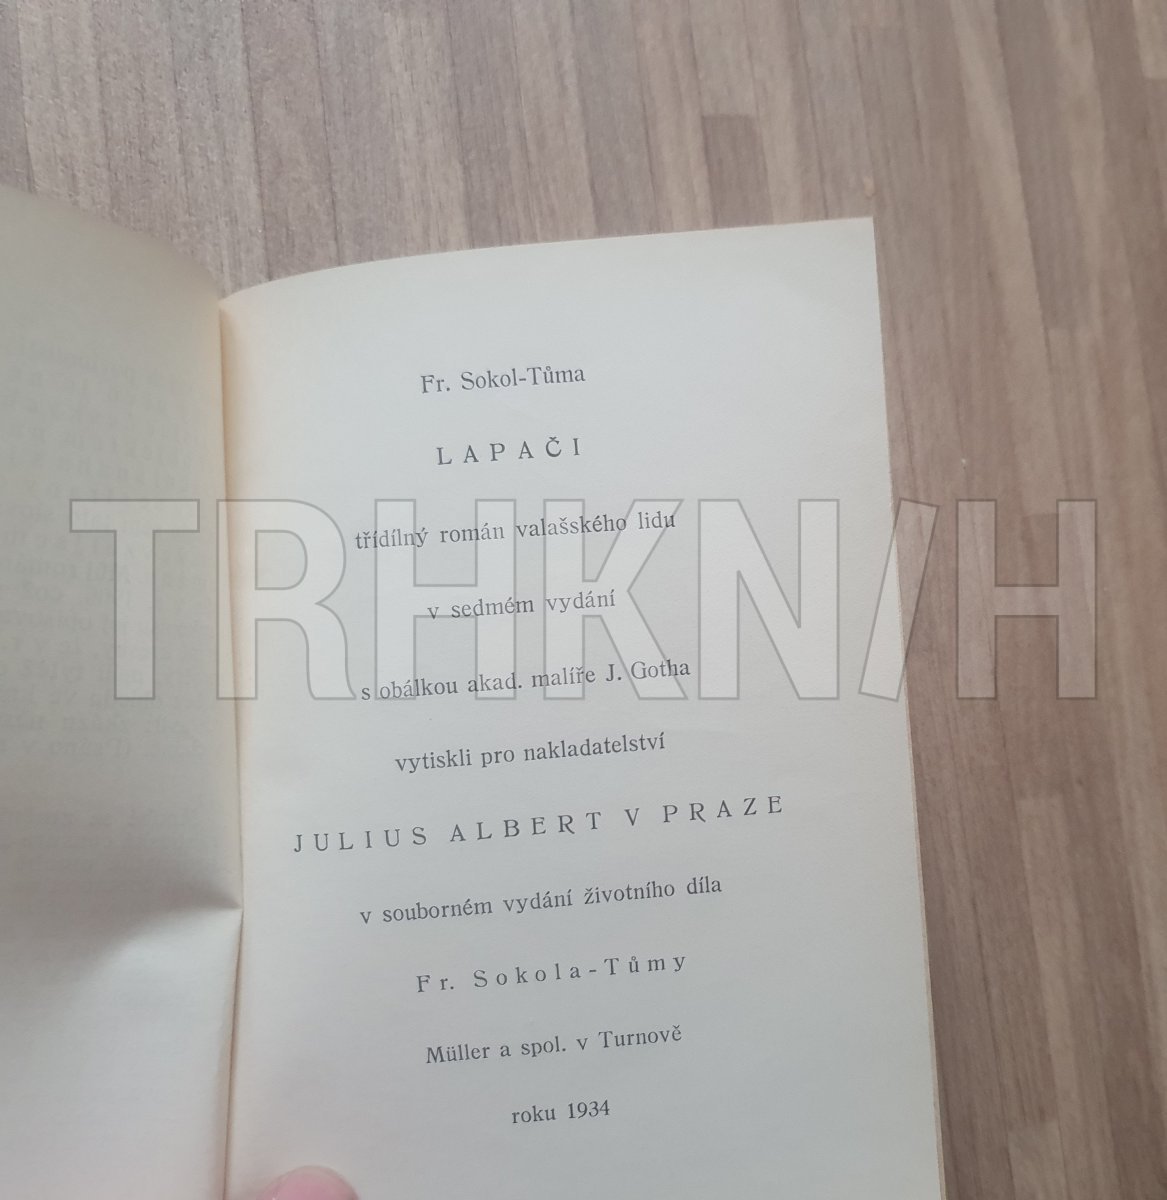 Fr. Sokol-Tůma
LAPAČI
třídílný román valašského lidu
v sedmém vydání
s obálkou akad. malíře J. Gotha
vytiskli pro nakladatelství
JULIUS ALBERT V PRAZE
v souborném vydání životního díla
Fr. Sokola-Tůmy
Müller a spol. v Turnově
roku 1934
TRHKNIH